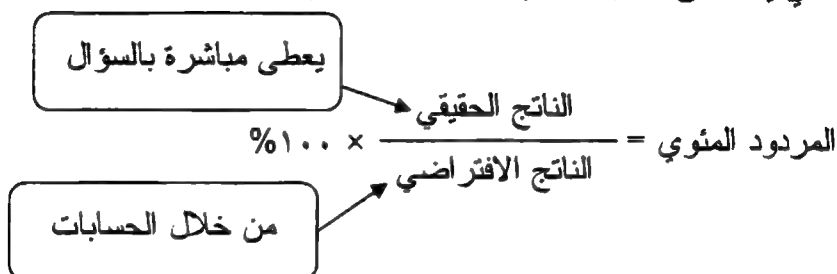 يعطى مباشرة بالسؤال
المردود المئوي = الناتج الحقيقي / الناتج الافتراضي × ١٠٠%
من خلال الحسابات